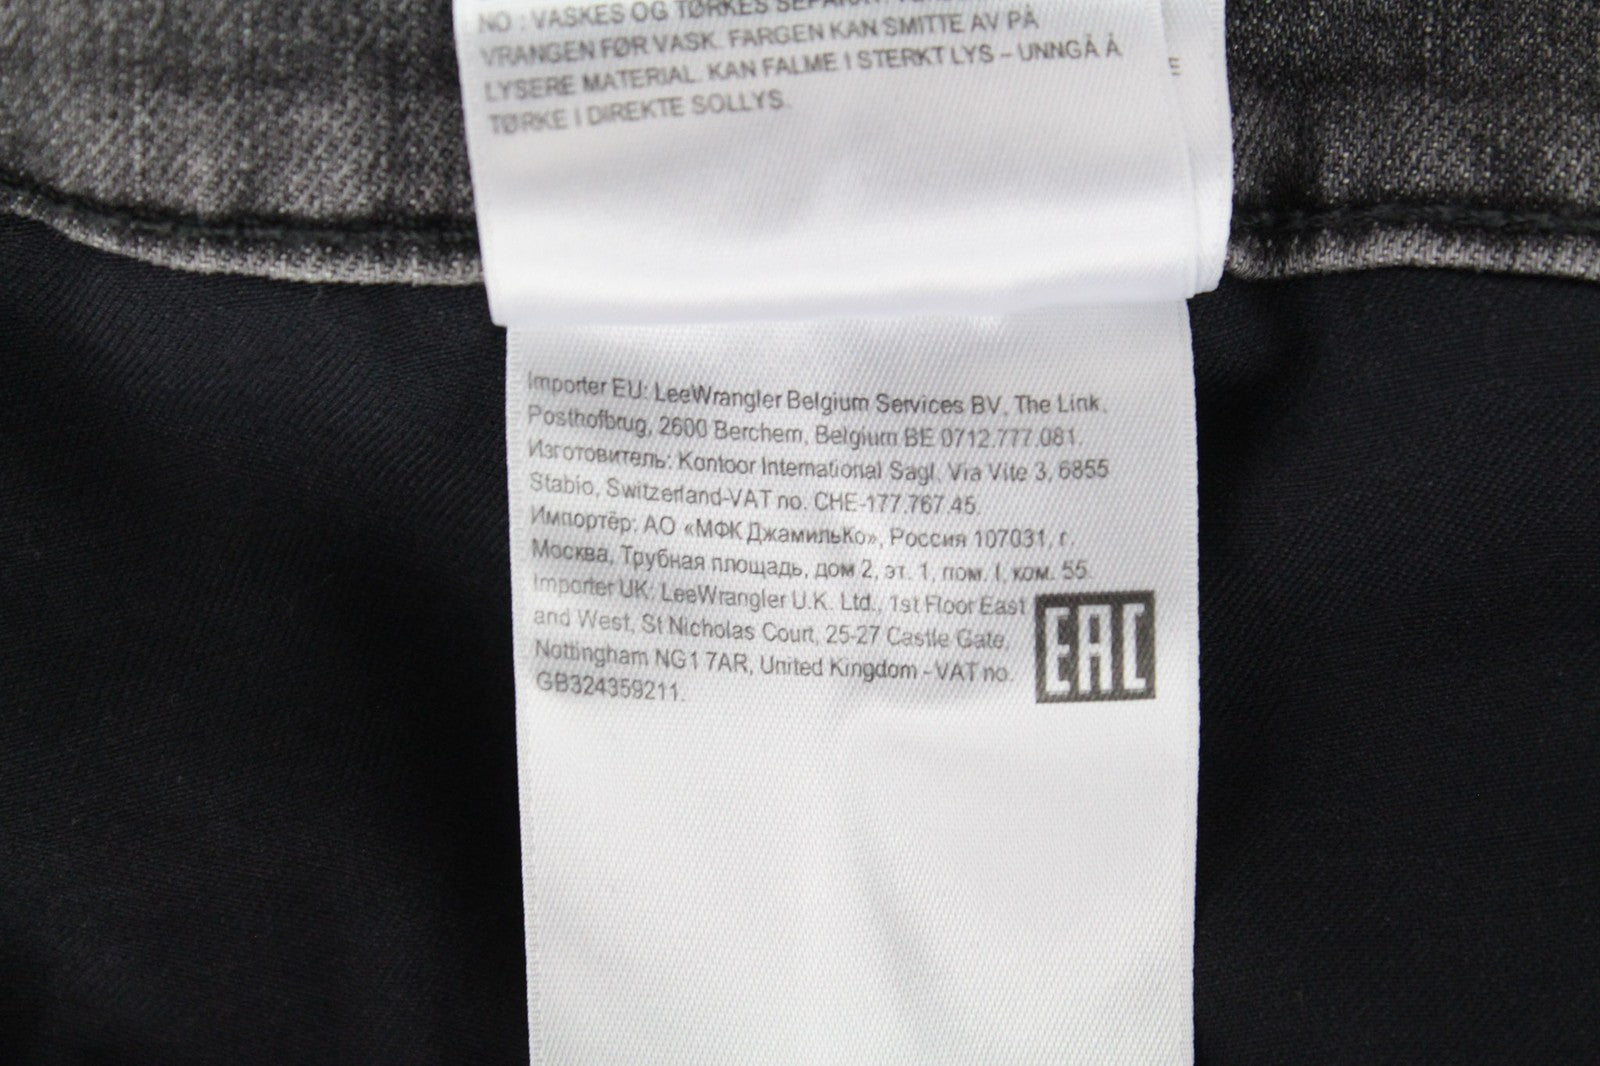 NO : VASKES OG TØRKES SEPARAT.
VRANGEN FØR VASK. FARGEN KAN SMITTE AV PÅ
LYSERE MATERIAL. KAN FALME I STERKT LYS – UNNGÅ Å
TØRKE I DIREKTE SOLLYS.
Importer EU: LeeWrangler Belgium Services BV, The Link,
Posthofbrug, 2600 Berchem, Belgium BE 0712.777.081.
Изготовитель: Kontoor International Sagl, Via Vite 3, 6855
Stabio, Switzerland-VAT no. CHE-177.767.45.
Импортёр: АО «МФК ДжамильКо», Россия 107031, г.
Москва, Трубная площадь, дом 2, эт. 1, пом. I, ком. 55.
Importer UK: LeeWrangler U.K. Ltd., 1st Floor East
and West, St Nicholas Court, 25-27 Castle Gate,
Nottingham NG1 7AR, United Kingdom - VAT no.
GB324359211.
EAC